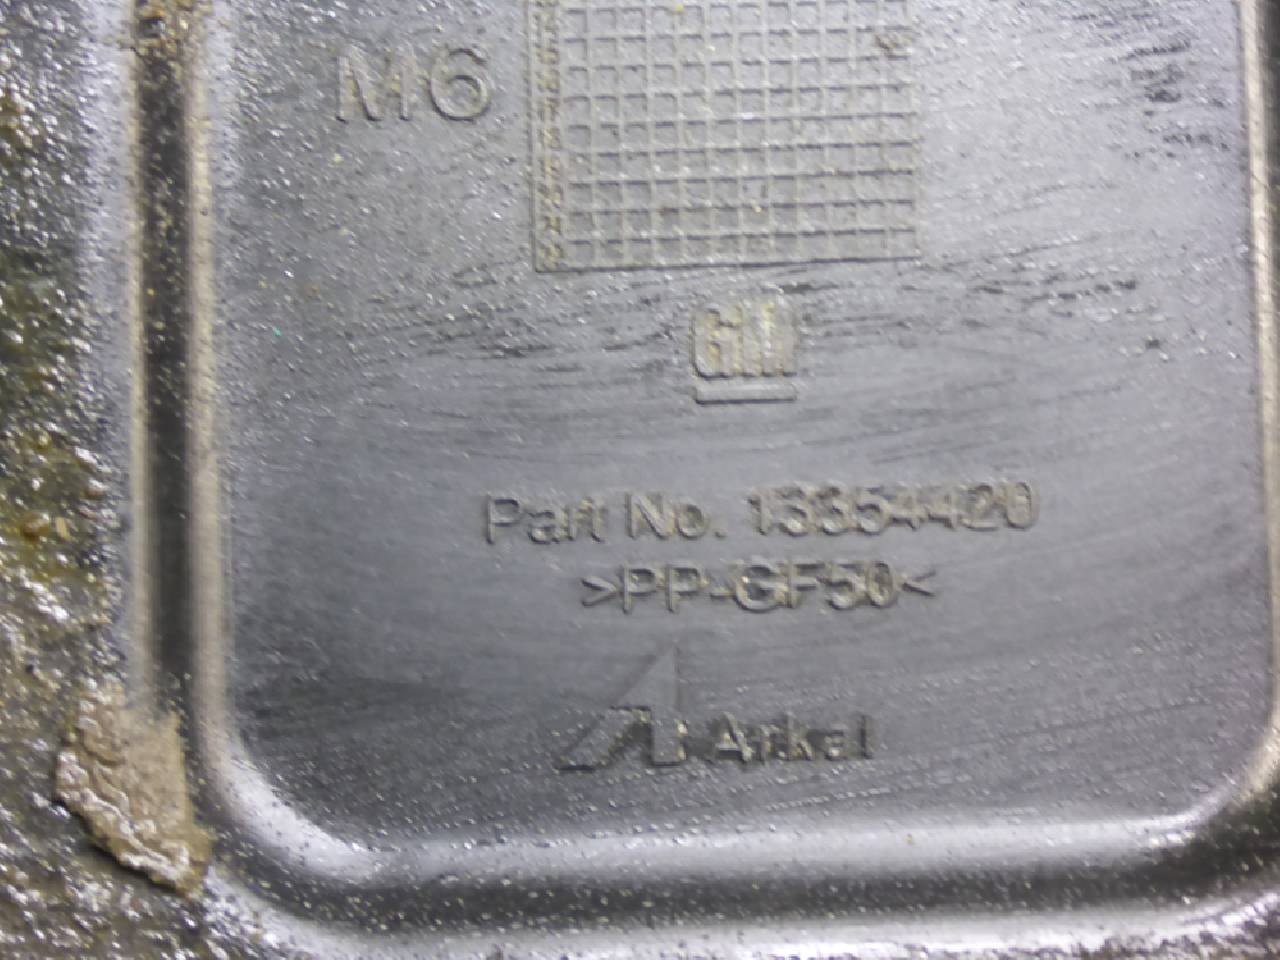 M6
GM
Part No. 13354420
>PP-GF50<
Arkal